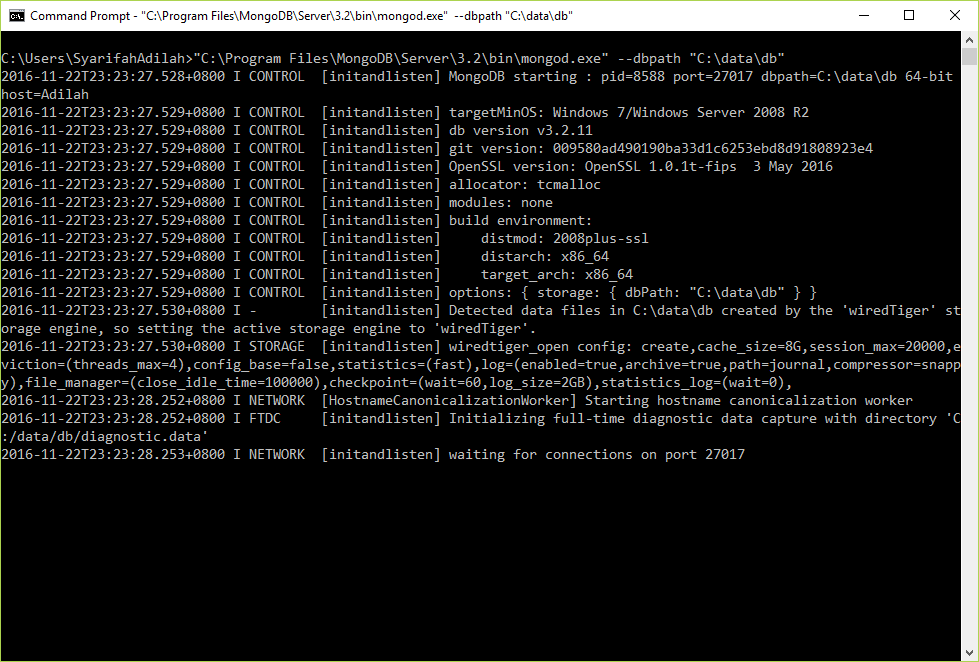 Command Prompt - "C:\Program Files\MongoDB\Server\3.2\bin\mongod.exe" --dbpath "C:\data\db"
C:\Users\SyarifahAdilah>"C:\Program Files\MongoDB\Server\3.2\bin\mongod.exe" --dbpath "C:\data\db"
2016-11-22T23:23:27.528+0800 I CONTROL  [initandlisten] MongoDB starting : pid=8588 port=27017 dbpath=C:\data\db 64-bit
host=Adilah
2016-11-22T23:23:27.529+0800 I CONTROL  [initandlisten] targetMinOS: Windows 7/Windows Server 2008 R2
2016-11-22T23:23:27.529+0800 I CONTROL  [initandlisten] db version v3.2.11
2016-11-22T23:23:27.529+0800 I CONTROL  [initandlisten] git version: 009580ad490190ba33d1c6253ebd8d91808923e4
2016-11-22T23:23:27.529+0800 I CONTROL  [initandlisten] OpenSSL version: OpenSSL 1.0.1t-fips  3 May 2016
2016-11-22T23:23:27.529+0800 I CONTROL  [initandlisten] allocator: tcmalloc
2016-11-22T23:23:27.529+0800 I CONTROL  [initandlisten] modules: none
2016-11-22T23:23:27.529+0800 I CONTROL  [initandlisten] build environment:
2016-11-22T23:23:27.529+0800 I CONTROL  [initandlisten]     distmod: 2008plus-ssl
2016-11-22T23:23:27.529+0800 I CONTROL  [initandlisten]     distarch: x86_64
2016-11-22T23:23:27.529+0800 I CONTROL  [initandlisten]     target_arch: x86_64
2016-11-22T23:23:27.529+0800 I CONTROL  [initandlisten] options: { storage: { dbPath: "C:\data\db" } }
2016-11-22T23:23:27.530+0800 I -        [initandlisten] Detected data files in C:\data\db created by the 'wiredTiger' st
orage engine, so setting the active storage engine to 'wiredTiger'.
2016-11-22T23:23:27.530+0800 I STORAGE  [initandlisten] wiredtiger_open config: create,cache_size=8G,session_max=20000,e
viction=(threads_max=4),config_base=false,statistics=(fast),log=(enabled=true,archive=true,path=journal,compressor=snapp
y),file_manager=(close_idle_time=100000),checkpoint=(wait=60,log_size=2GB),statistics_log=(wait=0),
2016-11-22T23:23:28.252+0800 I NETWORK  [HostnameCanonicalizationWorker] Starting hostname canonicalization worker
2016-11-22T23:23:28.252+0800 I FTDC     [initandlisten] Initializing full-time diagnostic data capture with directory 'C
:/data/db/diagnostic.data'
2016-11-22T23:23:28.253+0800 I NETWORK  [initandlisten] waiting for connections on port 27017